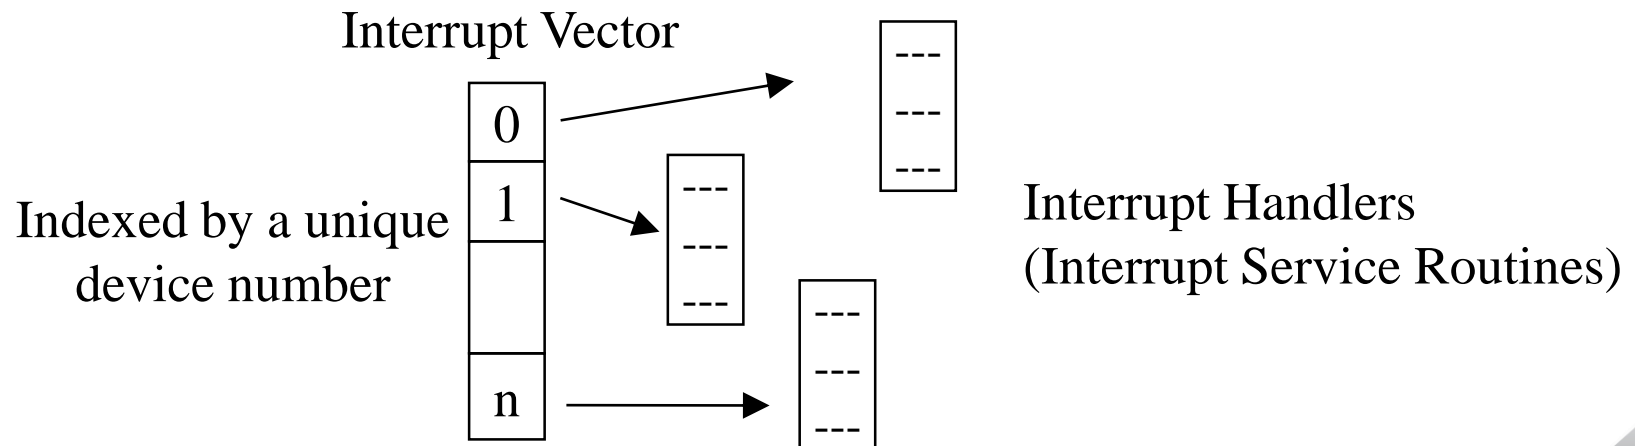 Interrupt Vector
0
1
n
Indexed by a unique
device number
---
---
---
---
---
---
---
---
---
Interrupt Handlers
(Interrupt Service Routines)